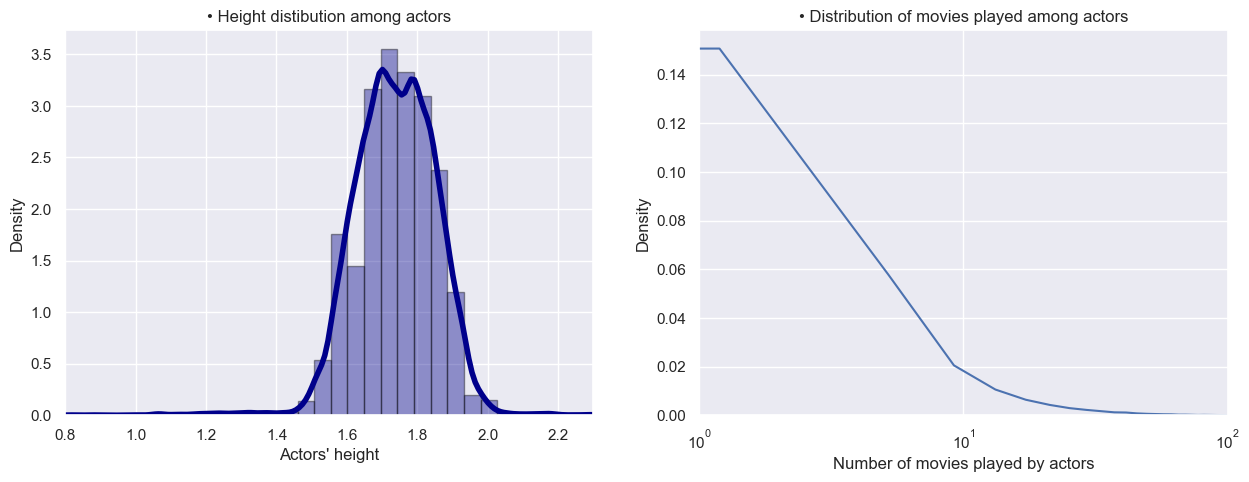 • Height distibution among actors
Density
3.5
3.0
2.5
2.0
1.5
1.0
0.5
0.0
0.8 1.0 1.2 1.4 1.6 1.8 2.0 2.2
Actors' height
• Distribution of movies played among actors
Density
0.14
0.12
0.10
0.08
0.06
0.04
0.02
0.00
10⁰ 10¹ 10²
Number of movies played by actors